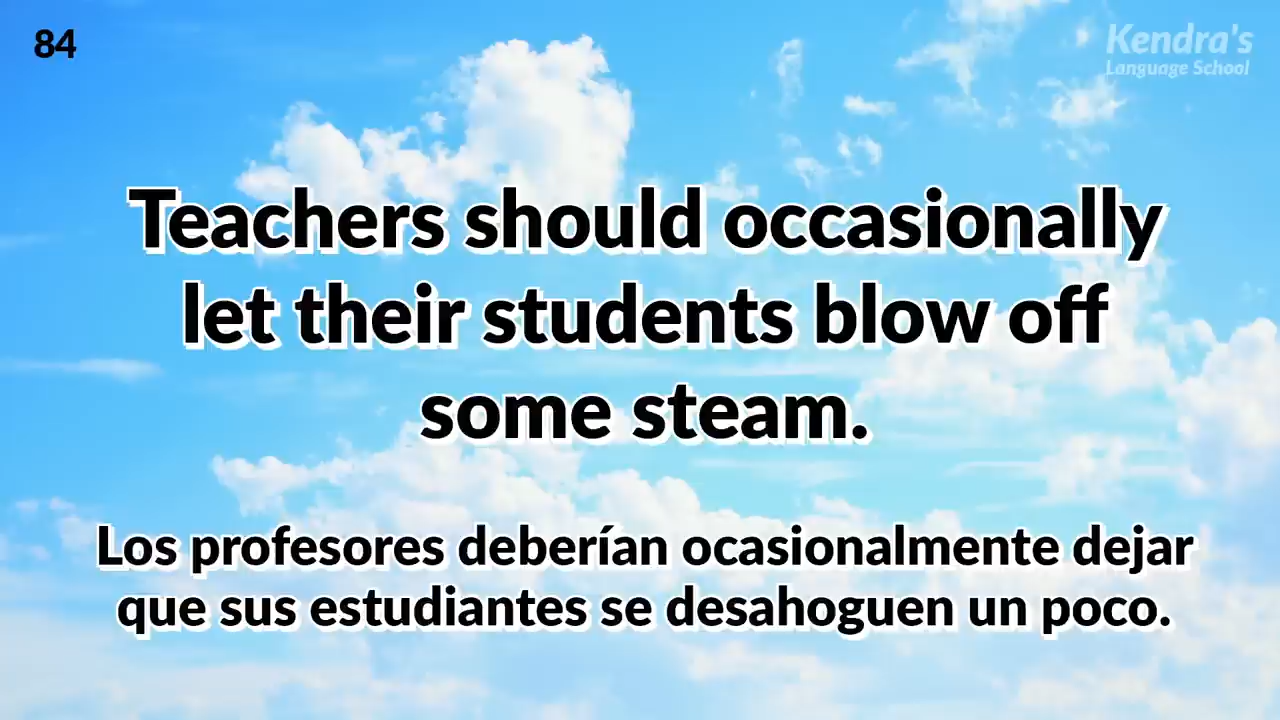 84
Kendra's
Language School
Teachers should occasionally
let their students blow off
some steam.
Los profesores deberían ocasionalmente dejar
que sus estudiantes se desahoguen un poco.